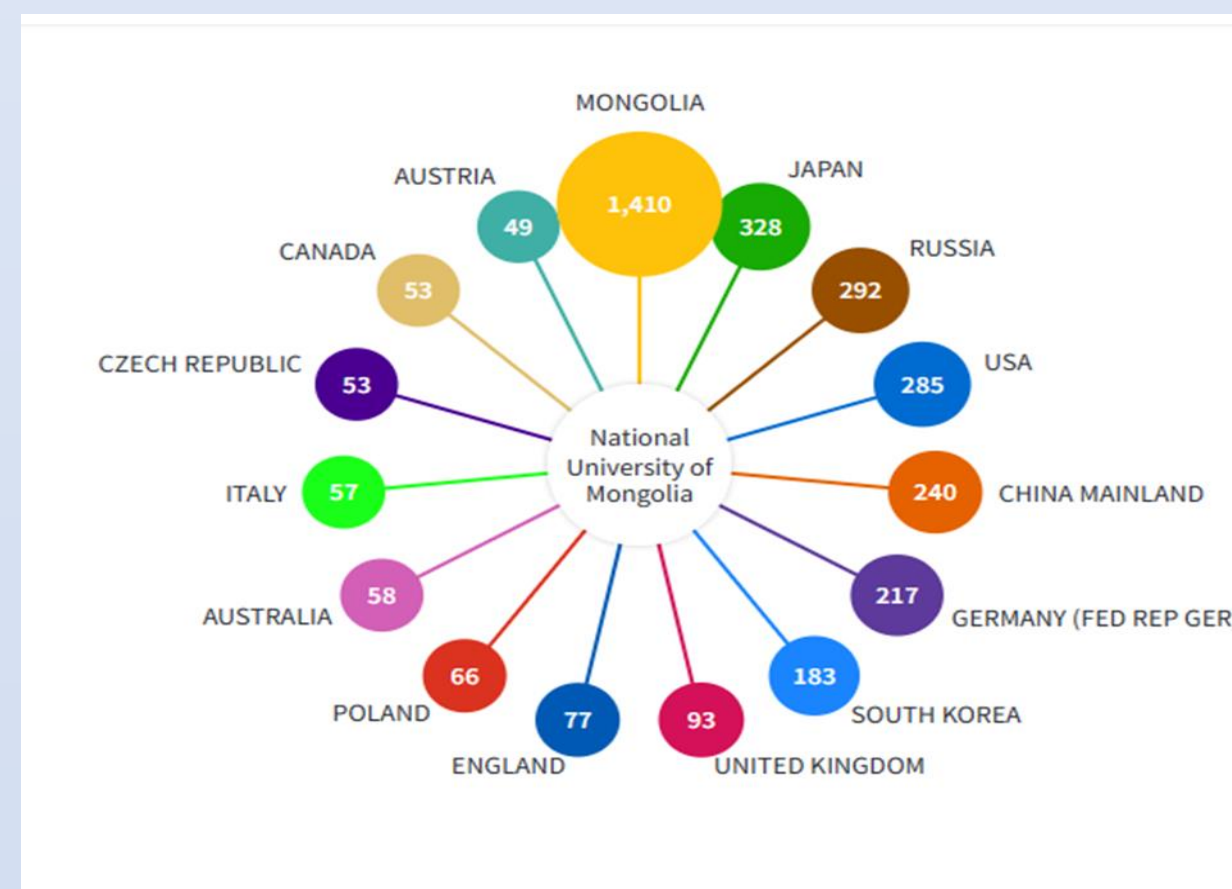 MONGOLIA
1,410
JAPAN
328
RUSSIA
292
USA
285
CHINA MAINLAND
240
GERMANY (FED REP GER
217
SOUTH KOREA
183
UNITED KINGDOM
93
ENGLAND
77
POLAND
66
AUSTRALIA
58
ITALY
57
CZECH REPUBLIC
53
CANADA
53
AUSTRIA
49
National
University of
Mongolia